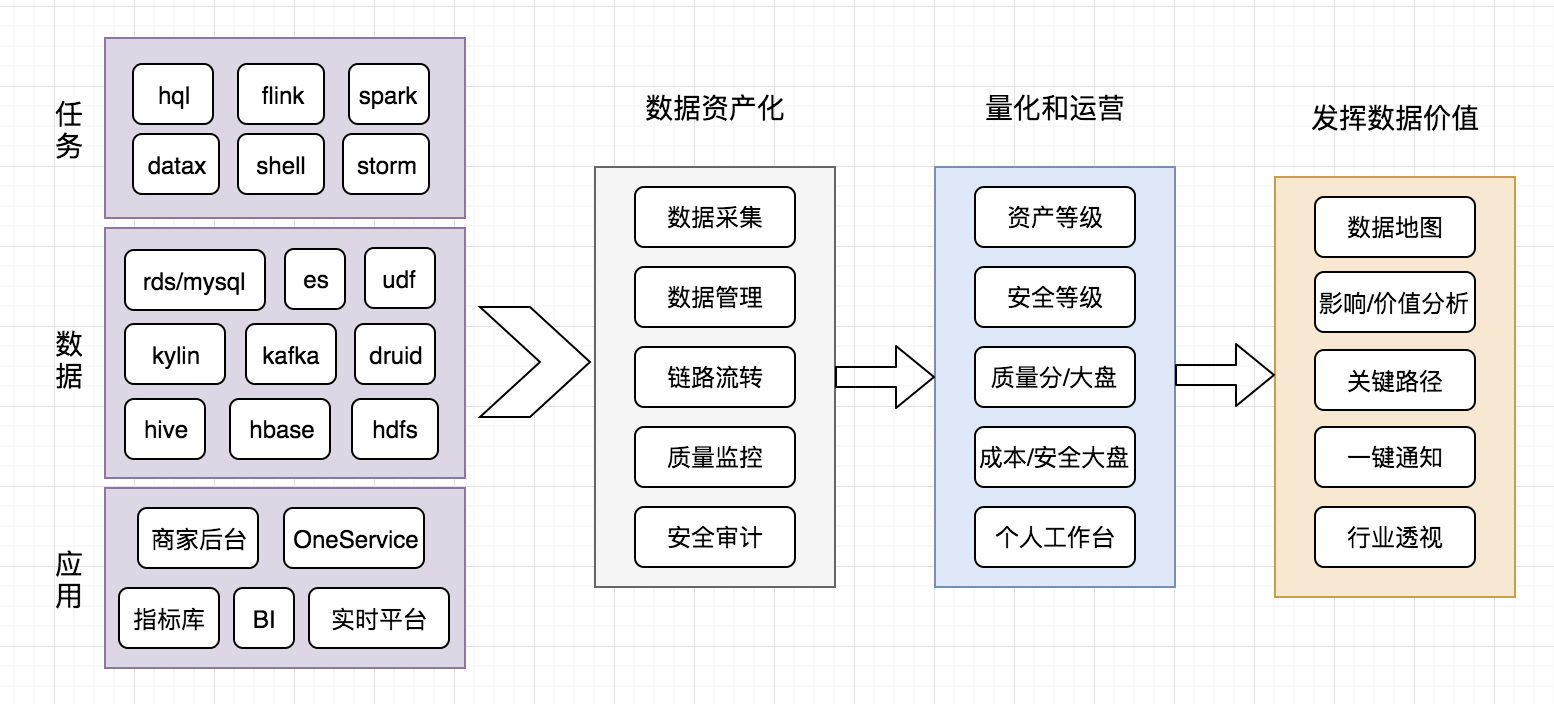 任务
hql
flink
spark
datax
shell
storm
数据
rds/mysql
es
udf
kylin
kafka
druid
hive
hbase
hdfs
应用
商家后台
OneService
指标库
BI
实时平台
数据资产化
数据采集
数据管理
链路流转
质量监控
安全审计
量化和运营
资产等级
安全等级
质量分/大盘
成本/安全大盘
个人工作台
发挥数据价值
数据地图
影响/价值分析
关键路径
一键通知
行业透视